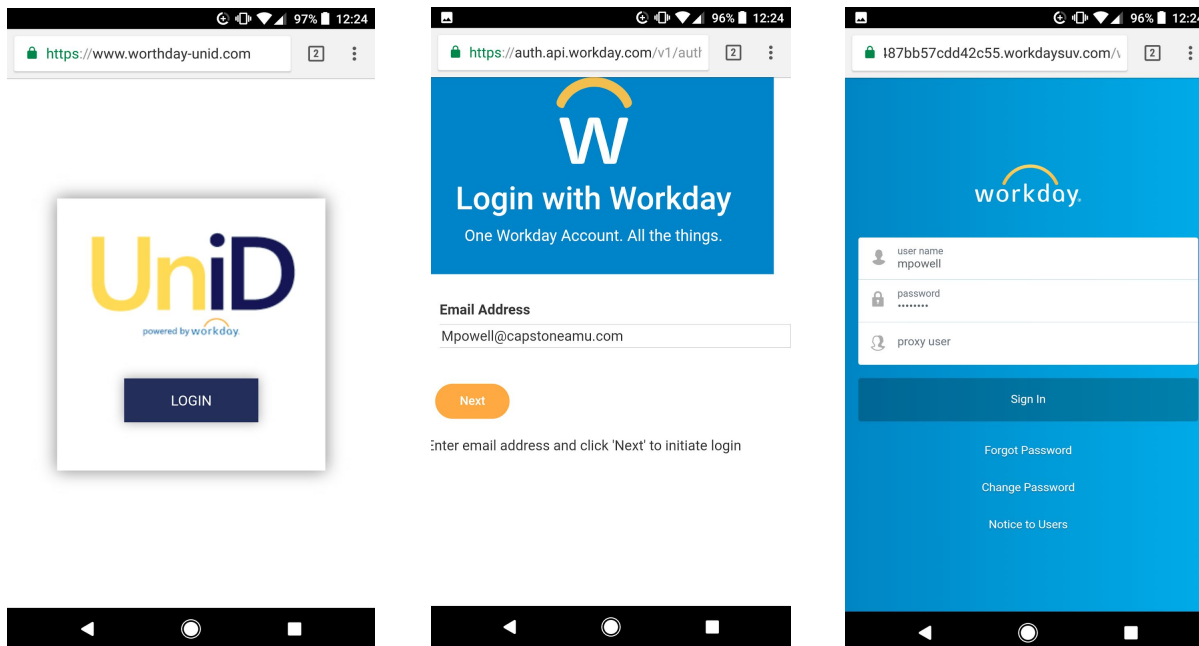 97% 12:24
https://www.worthday-unid.com 2
UniD
powered by workday.
LOGIN
96% 12:24
https://auth.api.workday.com/v1/auth 2
W
Login with Workday
One Workday Account. All the things.
Email Address
Mpowell@capstoneamu.com
Next
Enter email address and click 'Next' to initiate login
96% 12:24
487bb57cdd42c55.workdaysuv.com/ 2
workday.
user name
mpowell
password
••••••••
proxy user
Sign In
Forgot Password
Change Password
Notice to Users